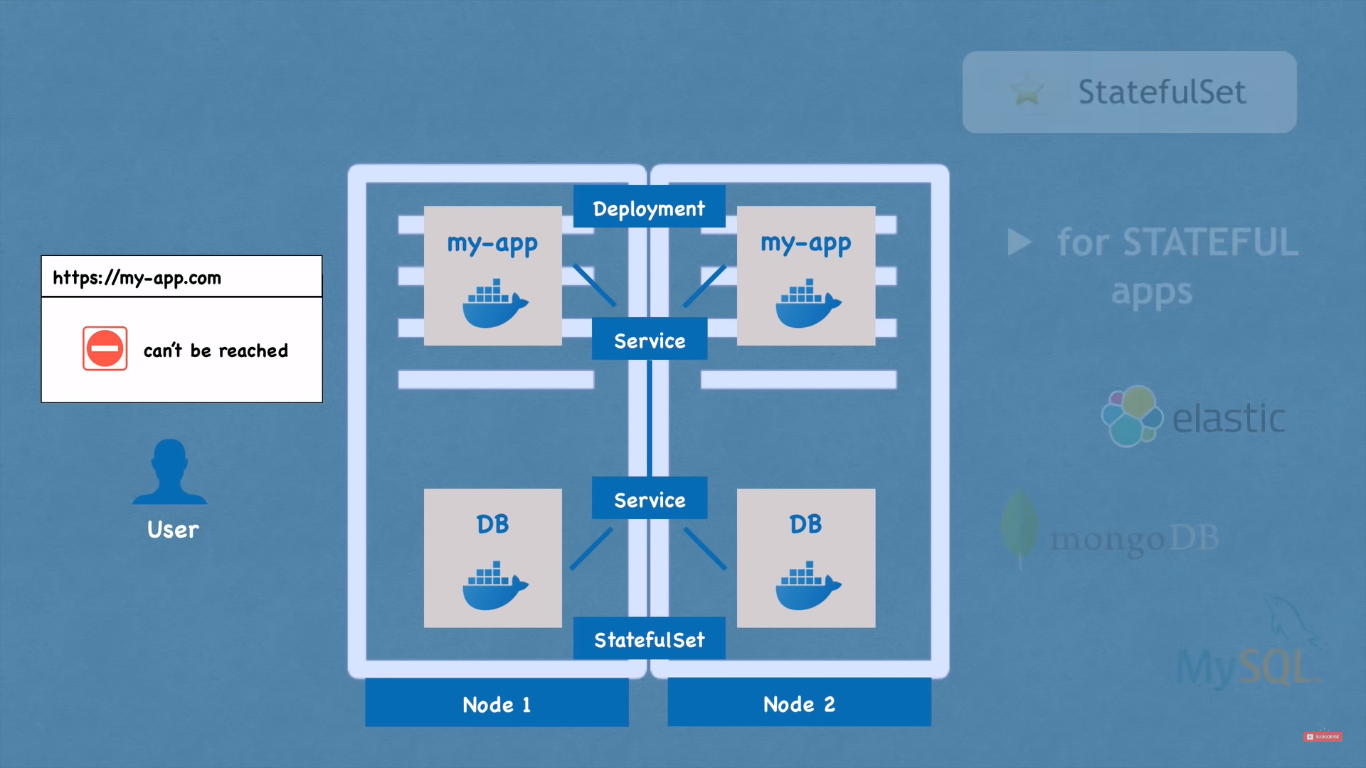 StatefulSet
for STATEFUL
apps
elastic
mongoDB
MySQL
https://my-app.com
can't be reached
User
Deployment
my-app
my-app
Service
Service
DB
DB
StatefulSet
Node 1
Node 2